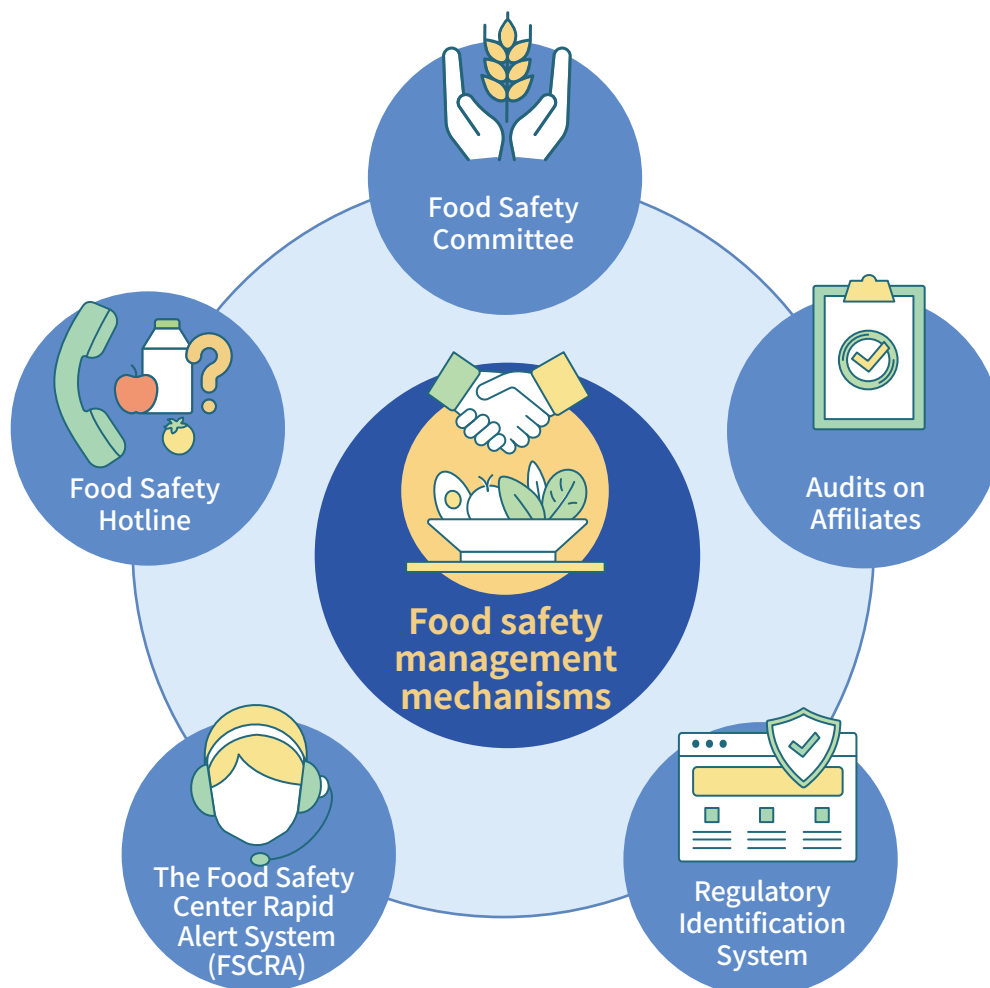 Food Safety
Committee
Food Safety
Hotline
Audits on
Affiliates
Food safety
management
mechanisms
The Food Safety
Center Rapid
Alert System
(FSCRA)
Regulatory
Identification
System